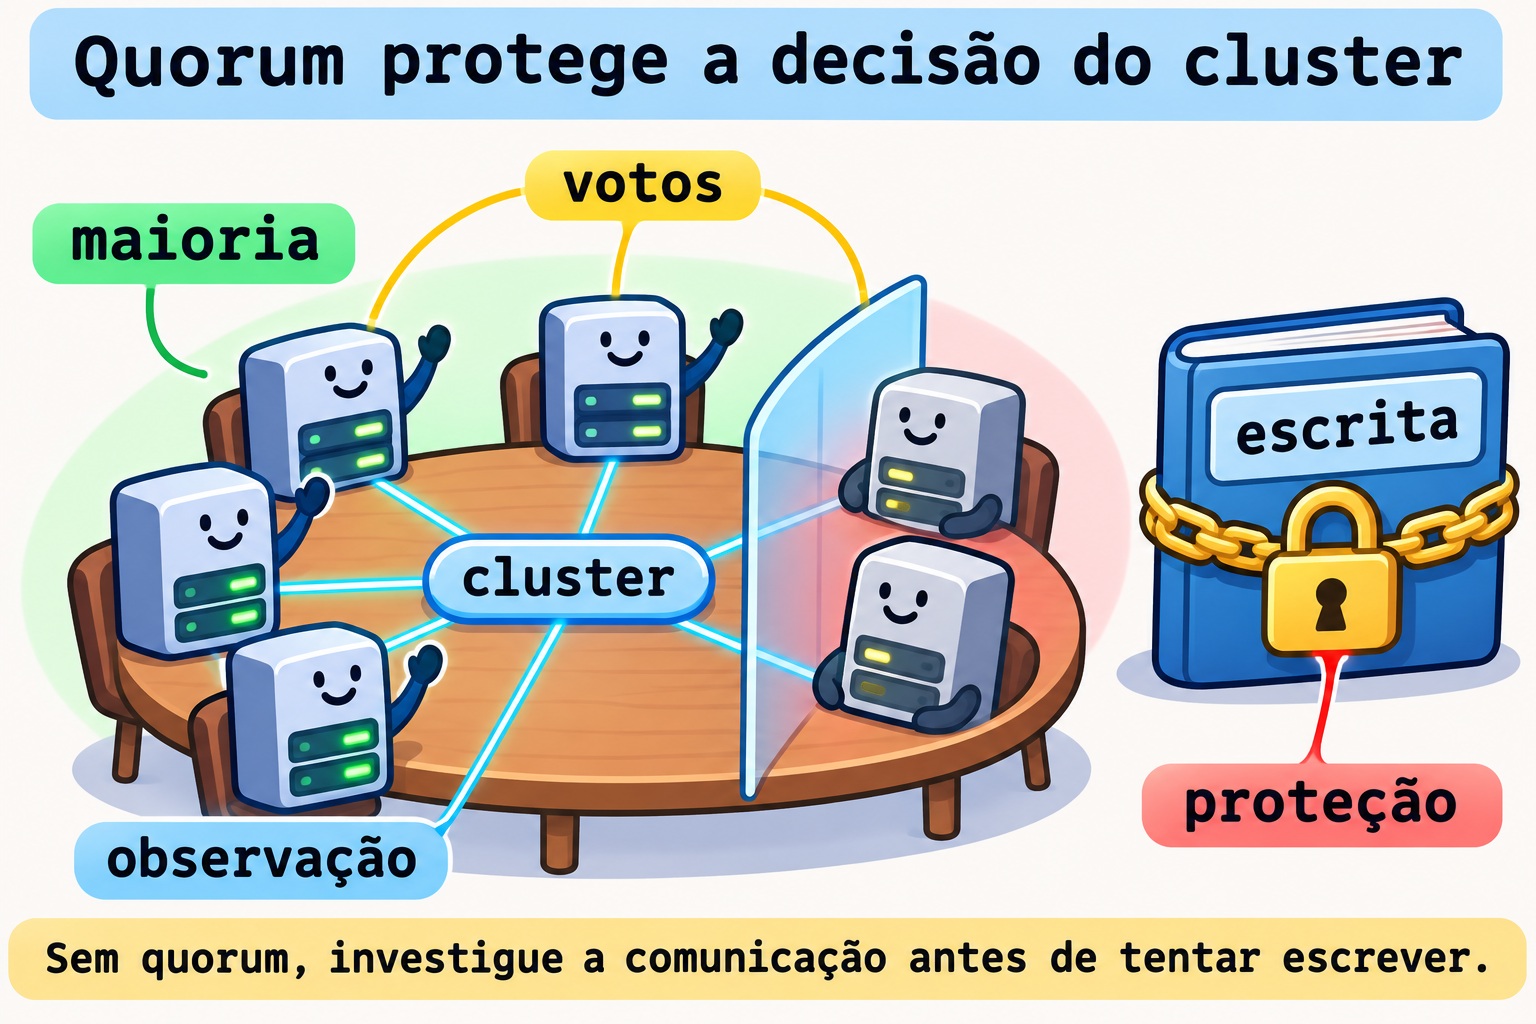 Quorum protege a decisão do cluster
votos
maioria
escrita
cluster
proteção
observação
Sem quorum, investigue a comunicação antes de tentar escrever.